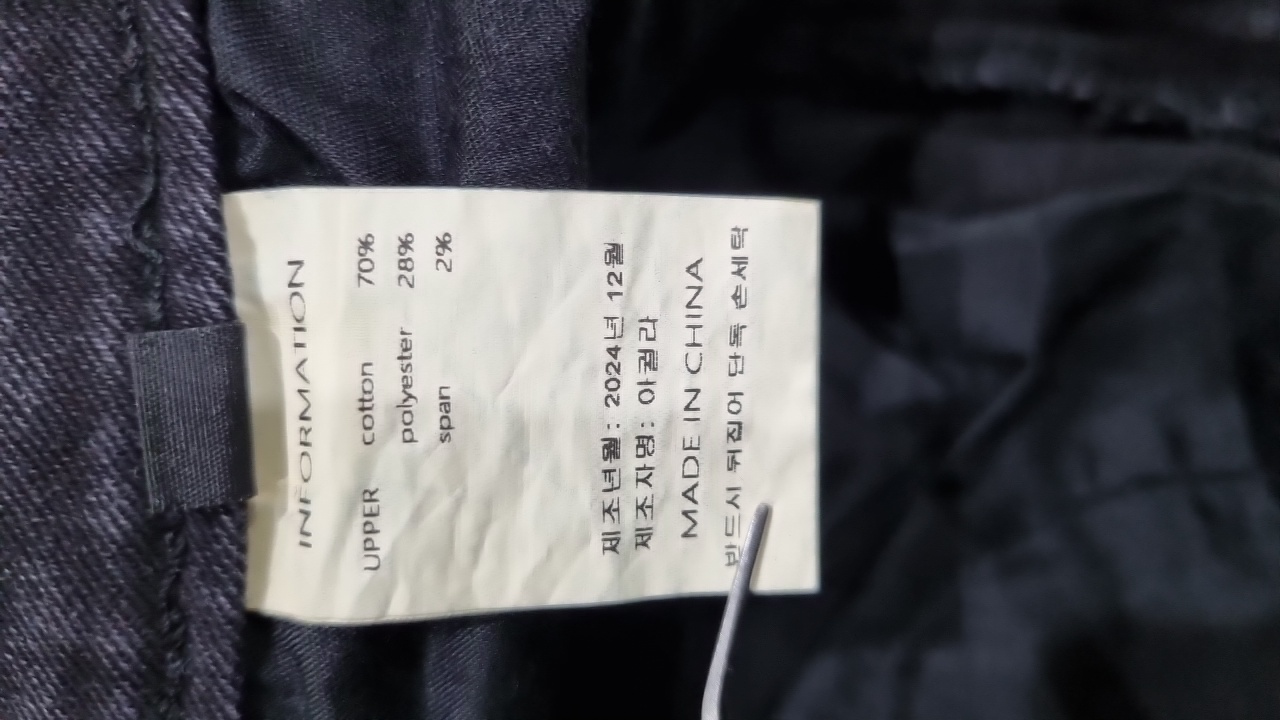 INFORMATION
UPPER cotton 70%
polyester 28%
span 2%
제조년월 : 2024년 12월
제조자명 : 아퀄라
MADE IN CHINA
반드시 뒤집어 단독 손세탁